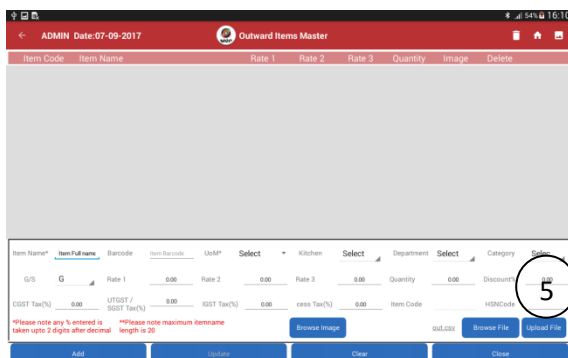 54% 16:10
ADMIN Date:07-09-2017 Outward Items Master
Item Code Item Name Rate 1 Rate 2 Rate 3 Quantity Image Delete
Item Name* Item Full name Barcode Item Barcode UoM* Select Kitchen Select Department Select Category Selec
G/S G Rate 1 0.00 Rate 2 0.00 Rate 3 0.00 Quantity 0.00 Discount% 0.00
CGST Tax(%) 0.00 UTGST / SGST Tax(%) 0.00 IGST Tax(%) 0.00 cess Tax(%) 0.00 Item Code HSNCode
5
*Please note any % entered is taken upto 2 digits after decimal **Please note maximum itemname length is 20 Browse Image out.csv Browse File Upload File
Add Update Clear Close